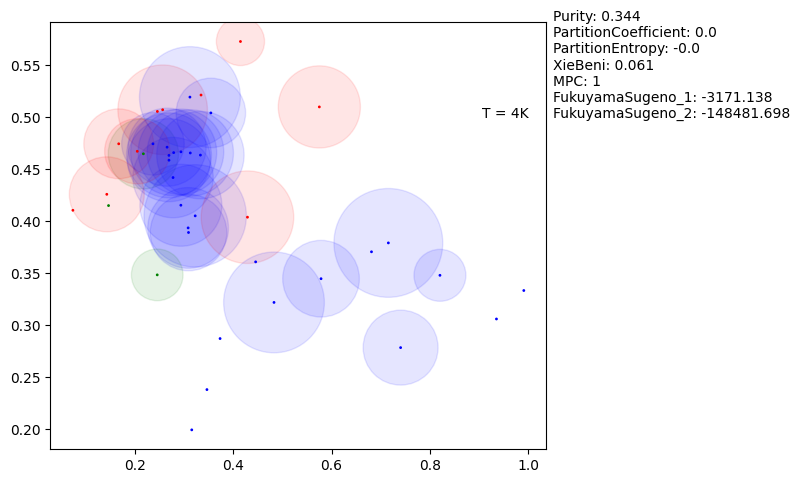 Purity: 0.344
PartitionCoefficient: 0.0
PartitionEntropy: -0.0
XieBeni: 0.061
MPC: 1
FukuyamaSugeno_1: -3171.138
FukuyamaSugeno_2: -148481.698
T = 4K
0.55
0.50
0.45
0.40
0.35
0.30
0.25
0.20
0.2 0.4 0.6 0.8 1.0